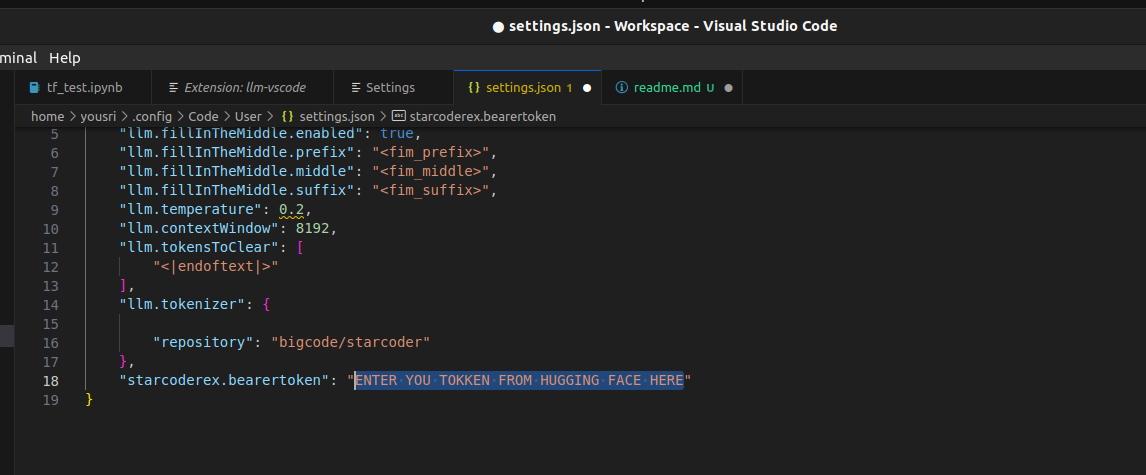 ● settings.json - Workspace - Visual Studio Code
minal Help
tf_test.ipynb Extension: llm-vscode Settings {} settings.json 1 ● readme.md U ●
home > yousri > .config > Code > User > {} settings.json > abc starcoderex.bearertoken
5 "llm.fillInTheMiddle.enabled": true,
6 "llm.fillInTheMiddle.prefix": "<fim_prefix>",
7 "llm.fillInTheMiddle.middle": "<fim_middle>",
8 "llm.fillInTheMiddle.suffix": "<fim_suffix>",
9 "llm.temperature": 0.2,
10 "llm.contextWindow": 8192,
11 "llm.tokensToClear": [
12 "<|endoftext|>"
13 ],
14 "llm.tokenizer": {
15
16 "repository": "bigcode/starcoder"
17 },
18 "starcoderex.bearertoken": "ENTER YOU TOKKEN FROM HUGGING FACE HERE"
19 }